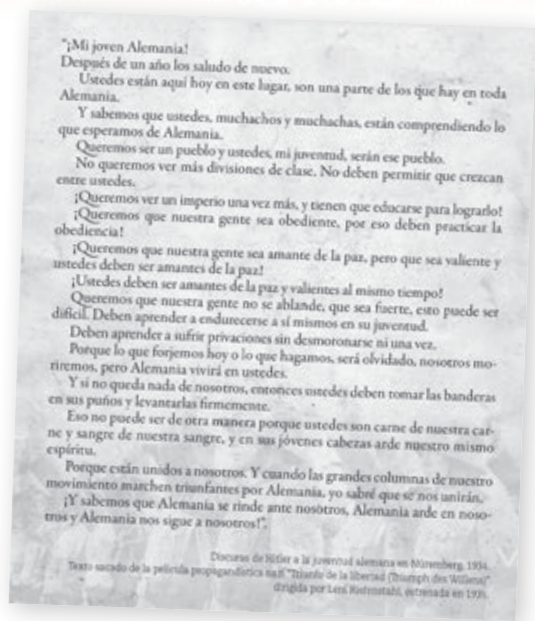 "¡Mi joven Alemania!
Después de un año los saludo de nuevo.
Ustedes están aquí hoy en este lugar, son una parte de los que hay en toda
Alemania.
Y sabemos que ustedes, muchachos y muchachas, están comprendiendo lo
que esperamos de Alemania.
Queremos ser un pueblo y ustedes, mi juventud, serán ese pueblo.
No queremos ver más divisiones de clase. No deben permitir que crezcan
entre ustedes.
¡Queremos ver un imperio una vez más, y tienen que educarse para lograrlo!
¡Queremos que nuestra gente sea obediente, por eso deben practicar la
obediencia!
¡Queremos que nuestra gente sea amante de la paz, pero que sea valiente y
ustedes deben ser amantes de la paz!
¡Ustedes deben ser amantes de la paz y valientes al mismo tiempo!
Queremos que nuestra gente no se ablande, que sea fuerte, esto puede ser
difícil. Deben aprender a endurecerse a sí mismos en su juventud.
Deben aprender a sufrir privaciones sin desmoronarse ni una vez.
Porque lo que forjemos hoy o lo que hagamos, será olvidado, nosotros mo-
riremos, pero Alemania vivirá en ustedes.
Y si no queda nada de nosotros, entonces ustedes deben tomar las banderas
en sus puños y levantarlas firmemente.
Eso no puede ser de otra manera porque ustedes son carne de nuestra car-
ne y sangre de nuestra sangre, y en sus jóvenes cabezas arde nuestro mismo
espíritu.
Porque están unidos a nosotros. Y cuando las grandes columnas de nuestro
movimiento marchen triunfantes por Alemania, yo sabré que se nos unirán.
¡Y sabemos que Alemania se rinde ante nosotros, Alemania arde en noso-
tros y Alemania nos sigue a nosotros!".
Discurso de Hitler a la juventud alemana en Núremberg, 1934.
Texto sacado de la película propagandística nazi "Triunfo de la libertad (Triumph des Willens)"
dirigida por Leni Riefenstahl, estrenada en 1935.